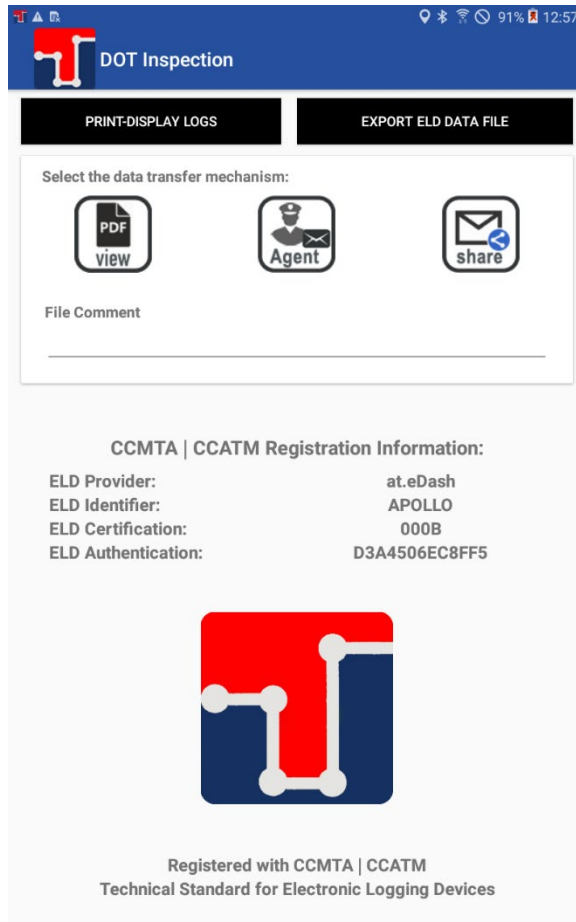 91% 12:57
DOT Inspection
PRINT-DISPLAY LOGS EXPORT ELD DATA FILE
Select the data transfer mechanism:
PDF
view
Agent
share
File Comment
CCMTA | CCATM Registration Information:
ELD Provider: at.eDash
ELD Identifier: APOLLO
ELD Certification: 000B
ELD Authentication: D3A4506EC8FF5
Registered with CCMTA | CCATM
Technical Standard for Electronic Logging Devices